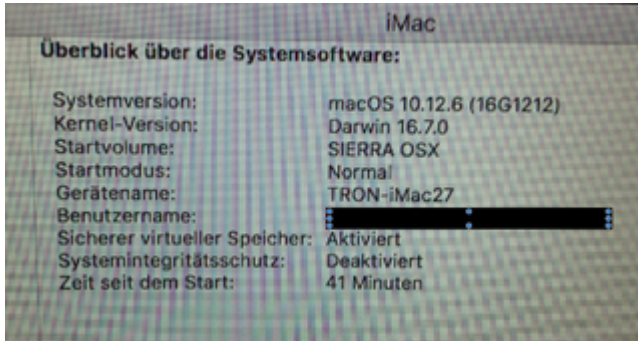 iMac
Überblick über die Systemsoftware:
Systemversion: macOS 10.12.6 (16G1212)
Kernel-Version: Darwin 16.7.0
Startvolume: SIERRA OSX
Startmodus: Normal
Gerätename: TRON-iMac27
Benutzername:
Sicherer virtueller Speicher: Aktiviert
Systemintegritätsschutz: Deaktiviert
Zeit seit dem Start: 41 Minuten